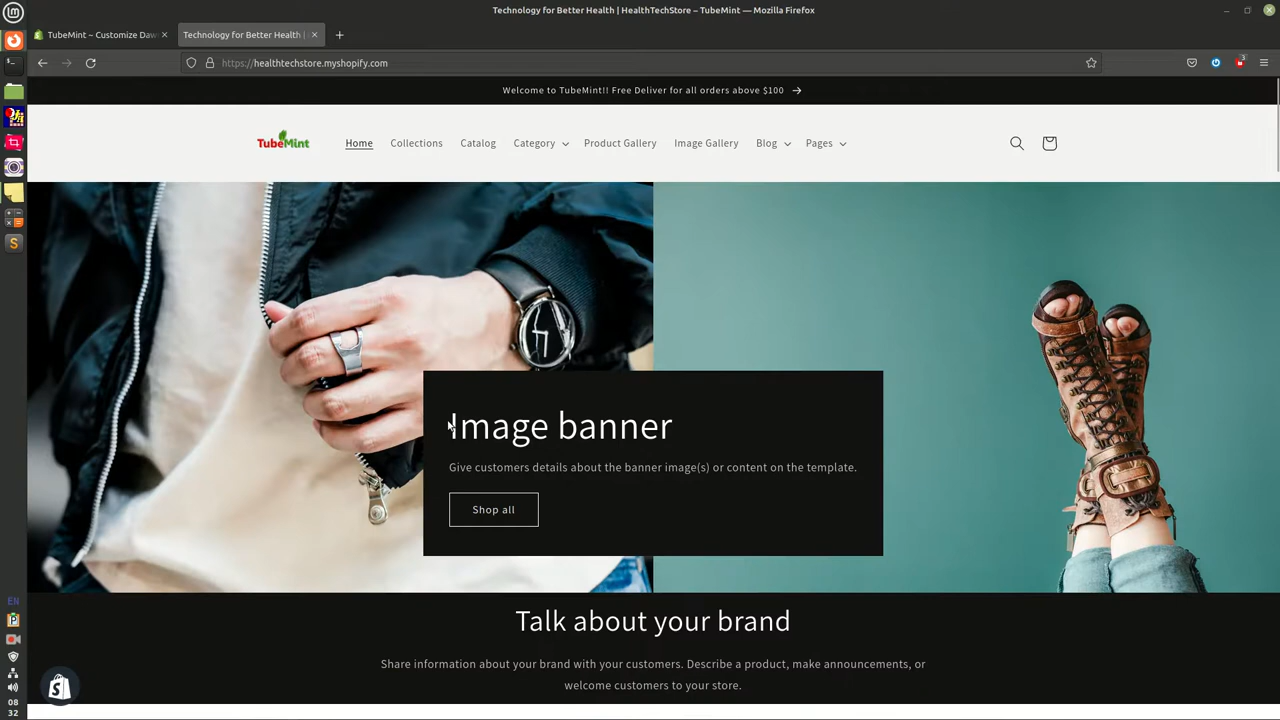 Technology for Better Health | HealthTechStore – TubeMint — Mozilla Firefox
TubeMint ~ Customize Daw
Technology for Better Health |
https://healthtechstore.myshopify.com
3
Welcome to TubeMint!! Free Deliver for all orders above $100
TubeMint
Home
Collections
Catalog
Category
Product Gallery
Image Gallery
Blog
Pages
Image banner
Give customers details about the banner image(s) or content on the template.
Shop all
Talk about your brand
Share information about your brand with your customers. Describe a product, make announcements, or
welcome customers to your store.
EN
08
32